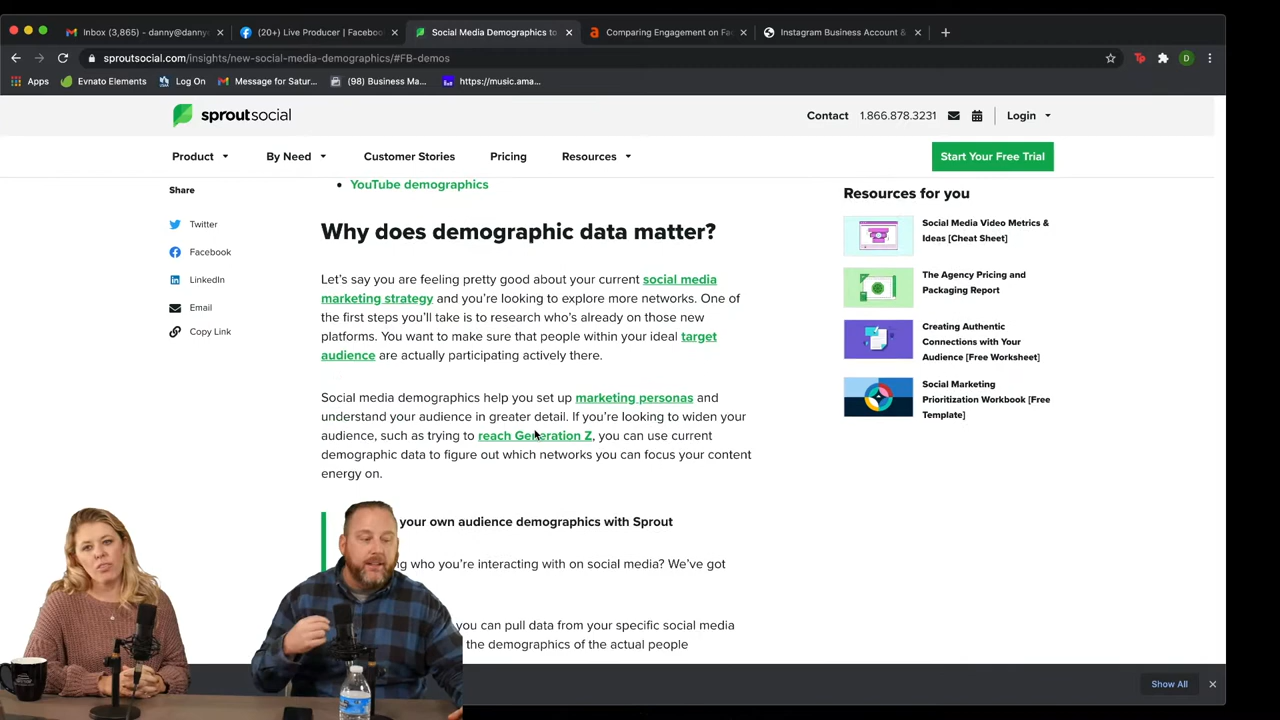 Inbox (3,865) - danny@danny
(20+) Live Producer | Faceboo
Social Media Demographics to
Comparing Engagement on Fa
Instagram Business Account &
sproutsocial.com/insights/new-social-media-demographics/#FB-demos
D
Apps
Evnato Elements
Log On
Message for Satur...
(98) Business Ma...
https://music.ama...
sproutsocial
Contact
1.866.878.3231
Login
Product
By Need
Customer Stories
Pricing
Resources
Start Your Free Trial
Share
Twitter
Facebook
LinkedIn
Email
Copy Link
• YouTube demographics
Why does demographic data matter?
Let's say you are feeling pretty good about your current social media
marketing strategy and you're looking to explore more networks. One of
the first steps you'll take is to research who's already on those new
platforms. You want to make sure that people within your ideal target
audience are actually participating actively there.
Social media demographics help you set up marketing personas and
understand your audience in greater detail. If you're looking to widen your
audience, such as trying to reach Generation Z, you can use current
demographic data to figure out which networks you can focus your content
energy on.
your own audience demographics with Sprout
who you're interacting with on social media? We've got
you can pull data from your specific social media
the demographics of the actual people
Resources for you
Social Media Video Metrics &
Ideas [Cheat Sheet]
The Agency Pricing and
Packaging Report
Creating Authentic
Connections with Your
Audience [Free Worksheet]
Social Marketing
Prioritization Workbook [Free
Template]
Show All